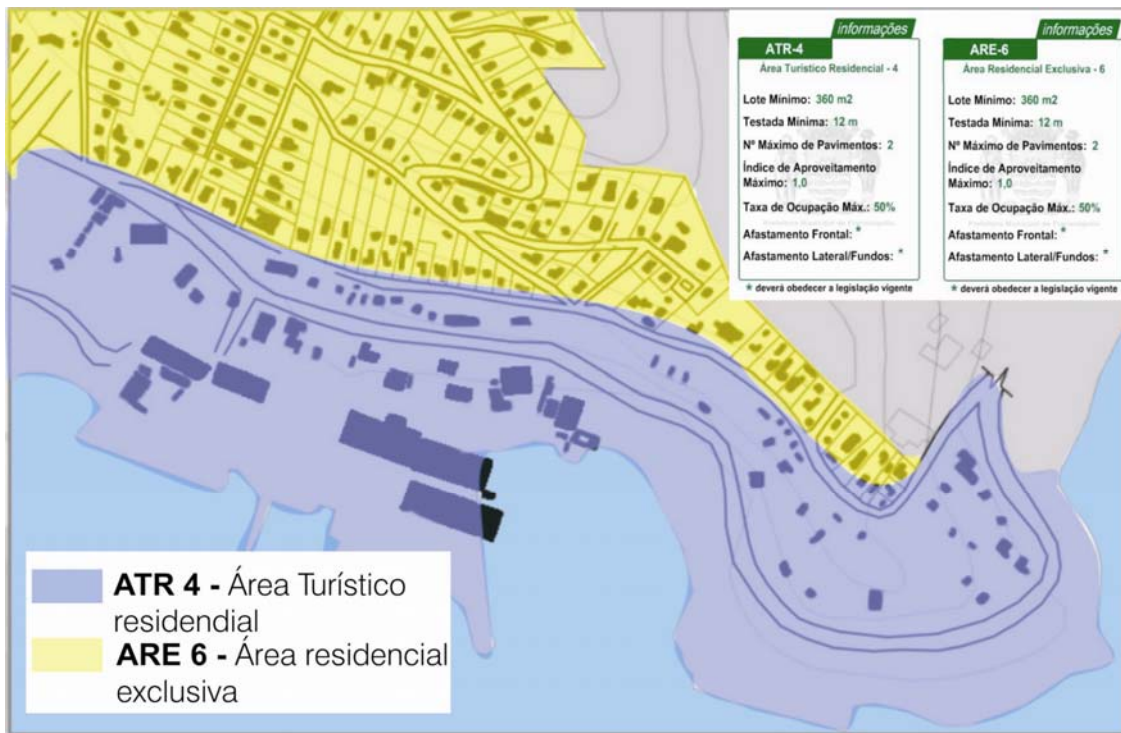 informações
ATR-4
Área Turístico Residencial - 4
Lote Mínimo: 360 m2
Testada Mínima: 12 m
Nº Máximo de Pavimentos: 2
Índice de Aproveitamento
Máximo: 1,0
Taxa de Ocupação Máx.: 50%
Afastamento Frontal: *
Afastamento Lateral/Fundos: *
* deverá obedecer a legislação vigente
informações
ARE-6
Área Residencial Exclusiva - 6
Lote Mínimo: 360 m2
Testada Mínima: 12 m
Nº Máximo de Pavimentos: 2
Índice de Aproveitamento
Máximo: 1,0
Taxa de Ocupação Máx.: 50%
Afastamento Frontal: *
Afastamento Lateral/Fundos: *
* deverá obedecer a legislação vigente
ATR 4 - Área Turístico
residendial
ARE 6 - Área residencial
exclusiva